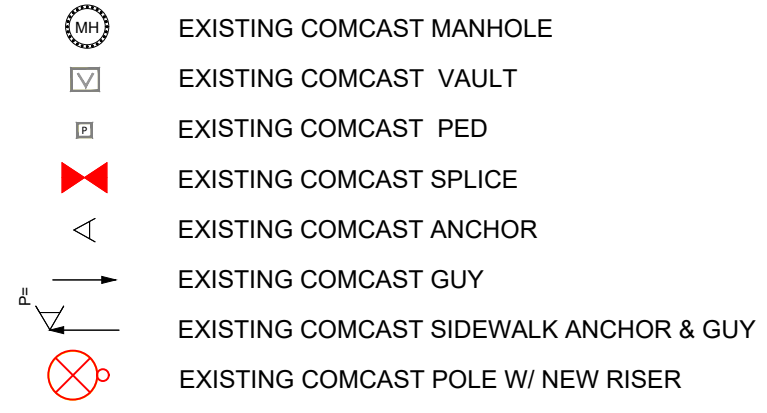 MH EXISTING COMCAST MANHOLE
V EXISTING COMCAST VAULT
P EXISTING COMCAST PED
EXISTING COMCAST SPLICE
EXISTING COMCAST ANCHOR
EXISTING COMCAST GUY
P=
EXISTING COMCAST SIDEWALK ANCHOR & GUY
EXISTING COMCAST POLE W/ NEW RISER